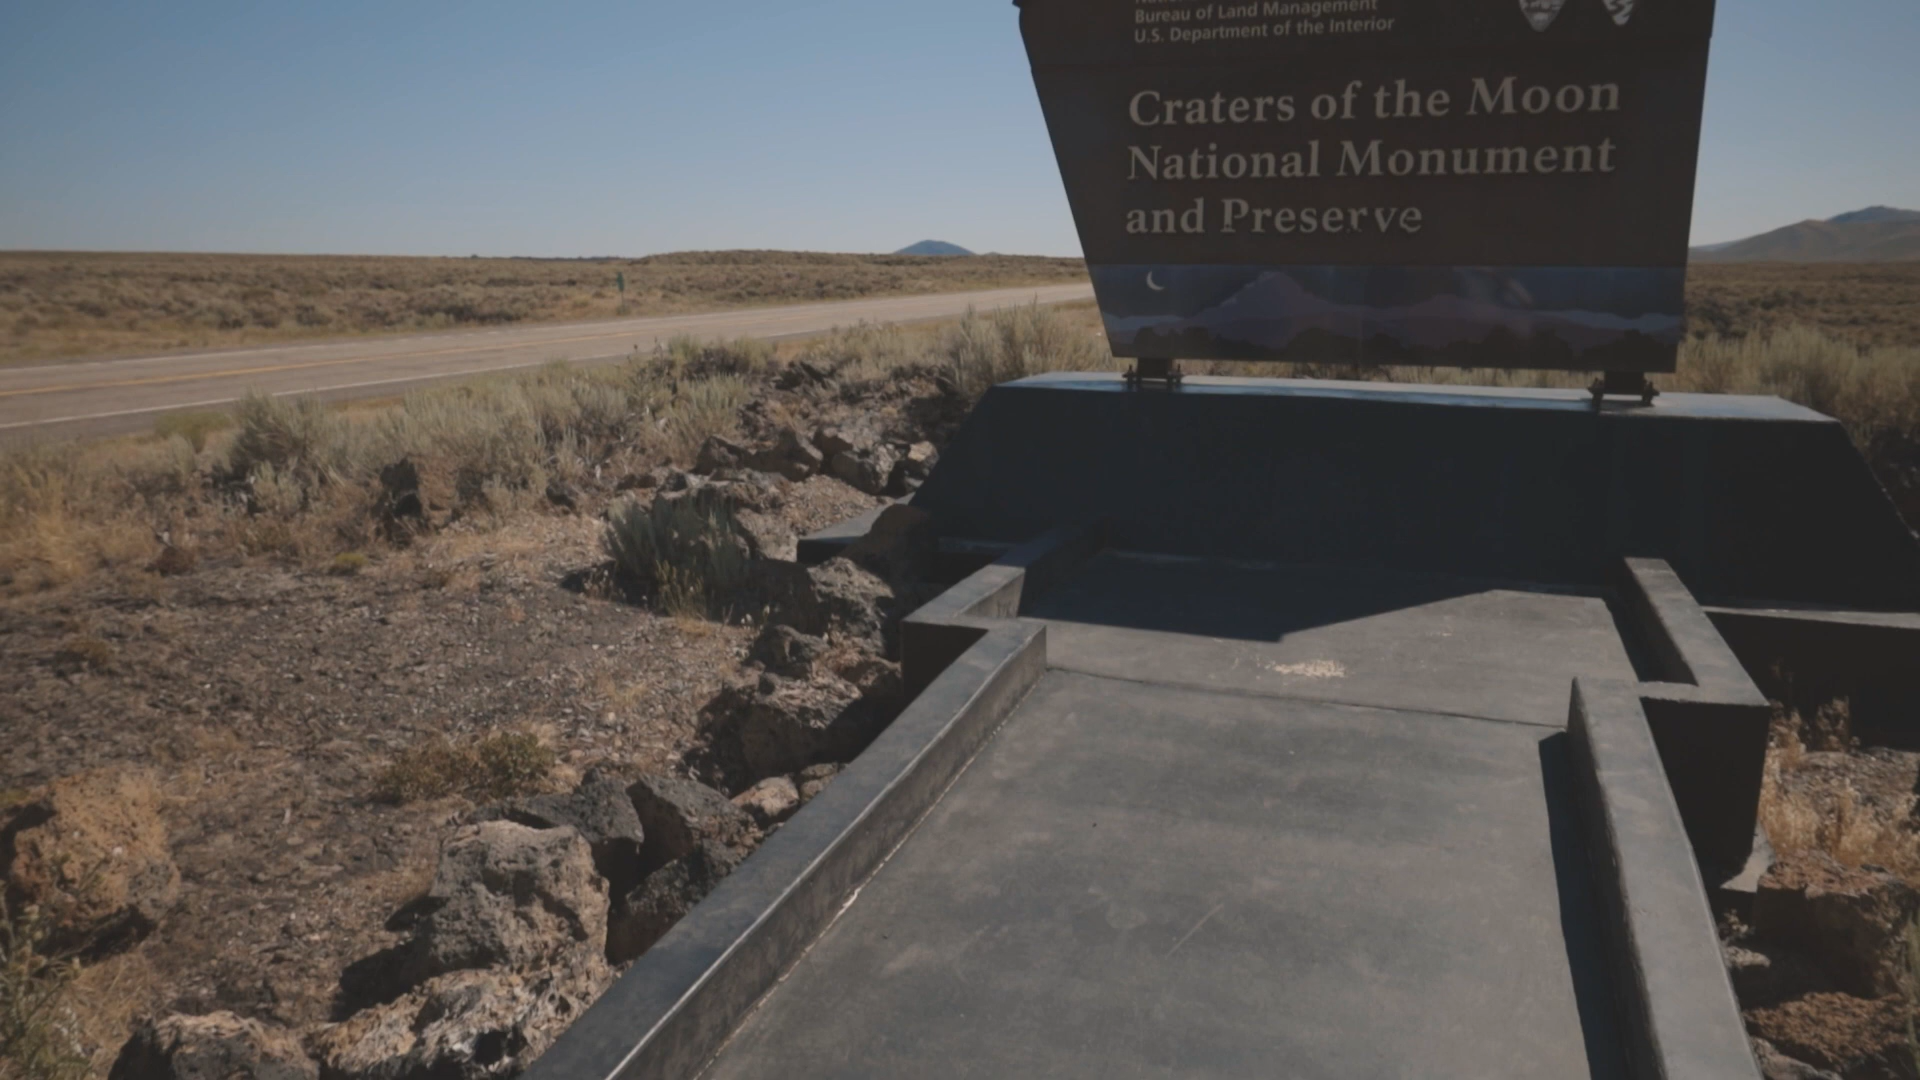 Bureau of Land Management
U.S. Department of the Interior
Craters of the Moon
National Monument
and Preserve